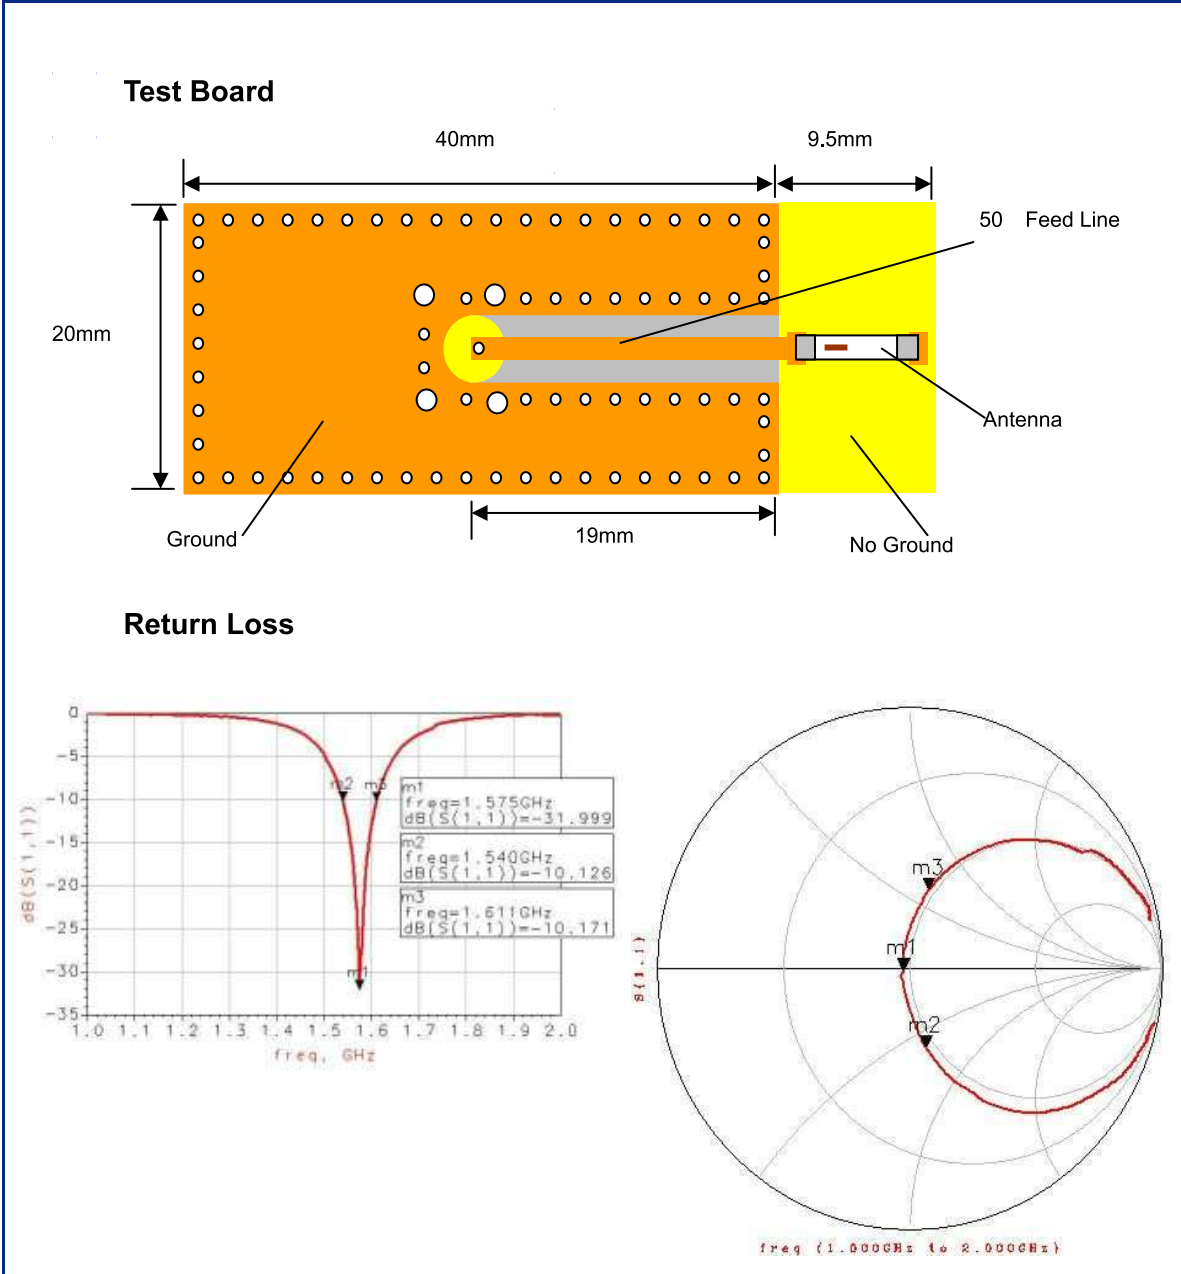 Test Board
40mm
9.5mm
50 Feed Line
20mm
Antenna
Ground
19mm
No Ground
Return Loss
0
-5
-10
-15
-20
-25
-30
-35
dB(S(1,1))
m2
m3
m1
m1
freq=1.575GHz
dB(S(1,1))=-31.999
m2
freq=1.540GHz
dB(S(1,1))=-10.126
m3
freq=1.611GHz
dB(S(1,1))=-10.171
1.0 1.1 1.2 1.3 1.4 1.5 1.6 1.7 1.8 1.9 2.0
freq, GHz
m3
m1
m2
S(1,1)
freq (1.000GHz to 2.000GHz)